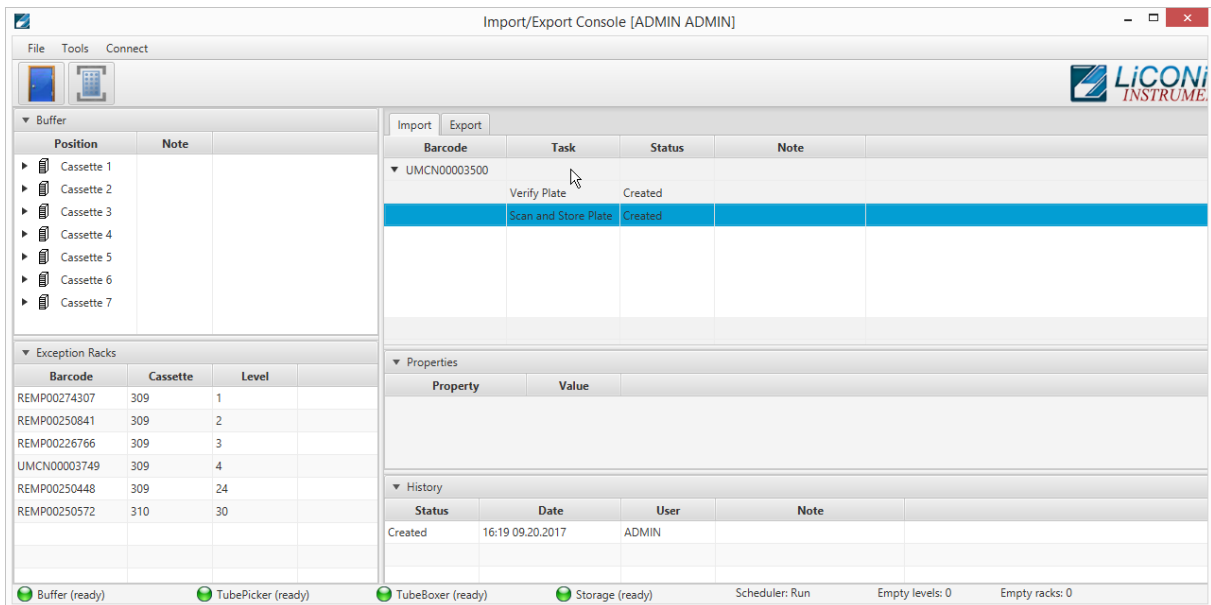 Import/Export Console [ADMIN ADMIN]
File Tools Connect
LiCONi
INSTRUME
Buffer
Position Note
Cassette 1
Cassette 2
Cassette 3
Cassette 4
Cassette 5
Cassette 6
Cassette 7
Exception Racks
Barcode Cassette Level
REMP00274307 309 1
REMP00250841 309 2
REMP00226766 309 3
UMCN00003749 309 4
REMP00250448 309 24
REMP00250572 310 30
Import Export
Barcode Task Status Note
UMCN00003500
Verify Plate Created
Scan and Store Plate Created
Properties
Property Value
History
Status Date User Note
Created 16:19 09.20.2017 ADMIN
Buffer (ready) TubePicker (ready) TubeBoxer (ready) Storage (ready) Scheduler: Run Empty levels: 0 Empty racks: 0